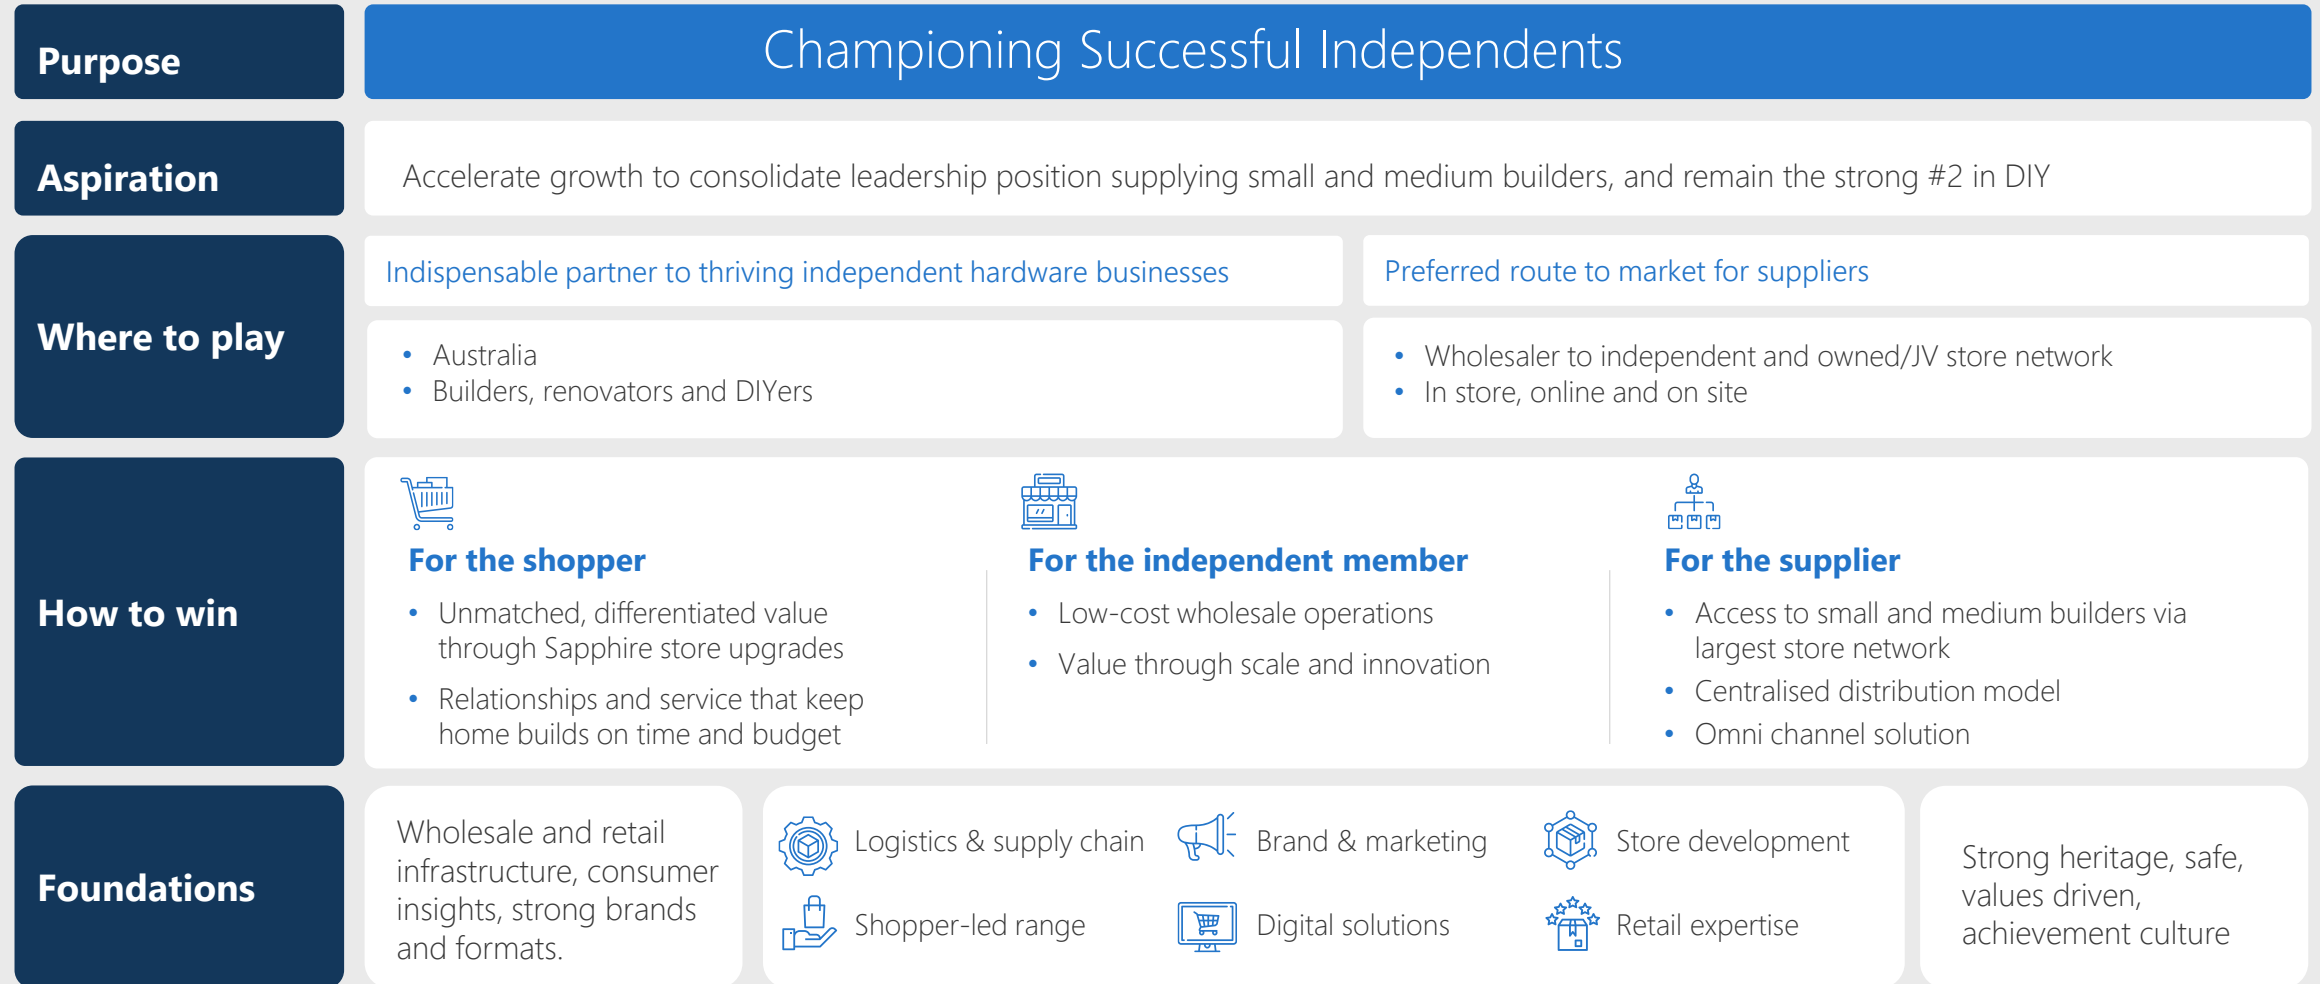 Purpose
Championing Successful Independents
Aspiration
Accelerate growth to consolidate leadership position supplying small and medium builders, and remain the strong #2 in DIY
Where to play
Indispensable partner to thriving independent hardware businesses
• Australia
• Builders, renovators and DIYers
Preferred route to market for suppliers
• Wholesaler to independent and owned/JV store network
• In store, online and on site
How to win
For the shopper
• Unmatched, differentiated value
through Sapphire store upgrades
• Relationships and service that keep
home builds on time and budget
For the independent member
• Low-cost wholesale operations
• Value through scale and innovation
For the supplier
• Access to small and medium builders via
largest store network
• Centralised distribution model
• Omni channel solution
Foundations
Wholesale and retail
infrastructure, consumer
insights, strong brands
and formats.
Logistics & supply chain
Brand & marketing
Store development
Shopper-led range
Digital solutions
Retail expertise
Strong heritage, safe,
values driven,
achievement culture